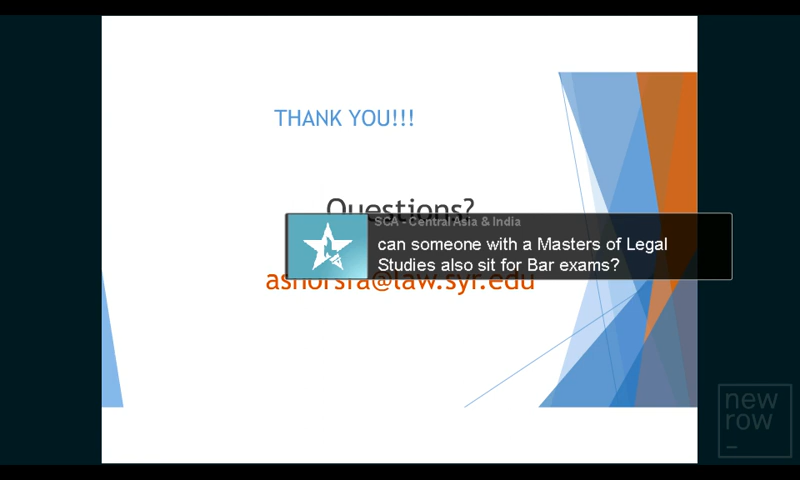 THANK YOU!!!
Questions?
SCA - Central Asia & India
can someone with a Masters of Legal
Studies also sit for Bar exams?
new
row